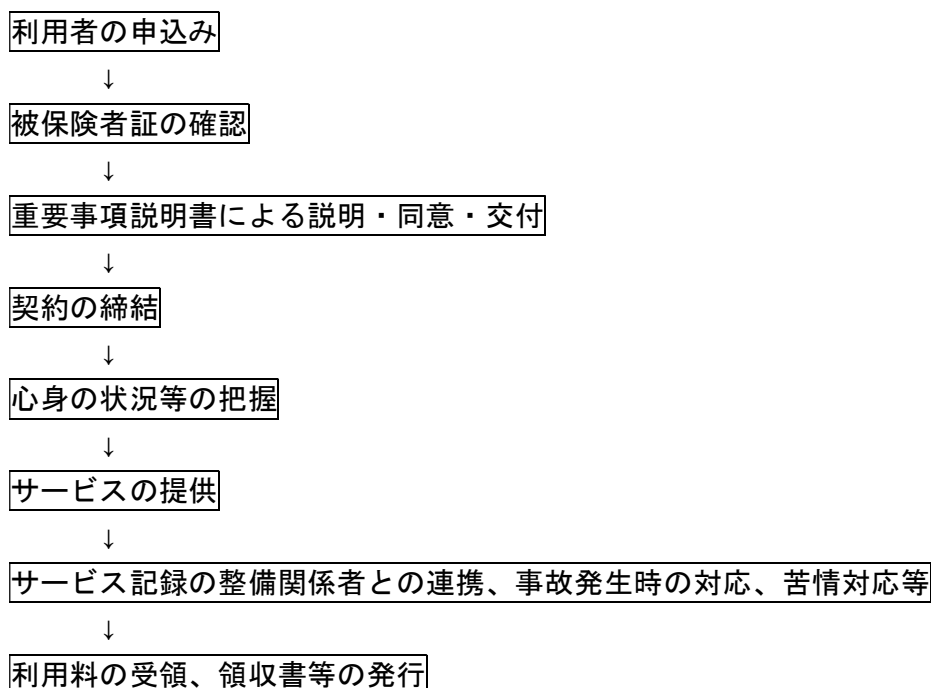 利用者の申込み
↓
被保険者証の確認
↓
重要事項説明書による説明・同意・交付
↓
契約の締結
↓
心身の状況等の把握
↓
サービスの提供
↓
サービス記録の整備関係者との連携、事故発生時の対応、苦情対応等
↓
利用料の受領、領収書等の発行